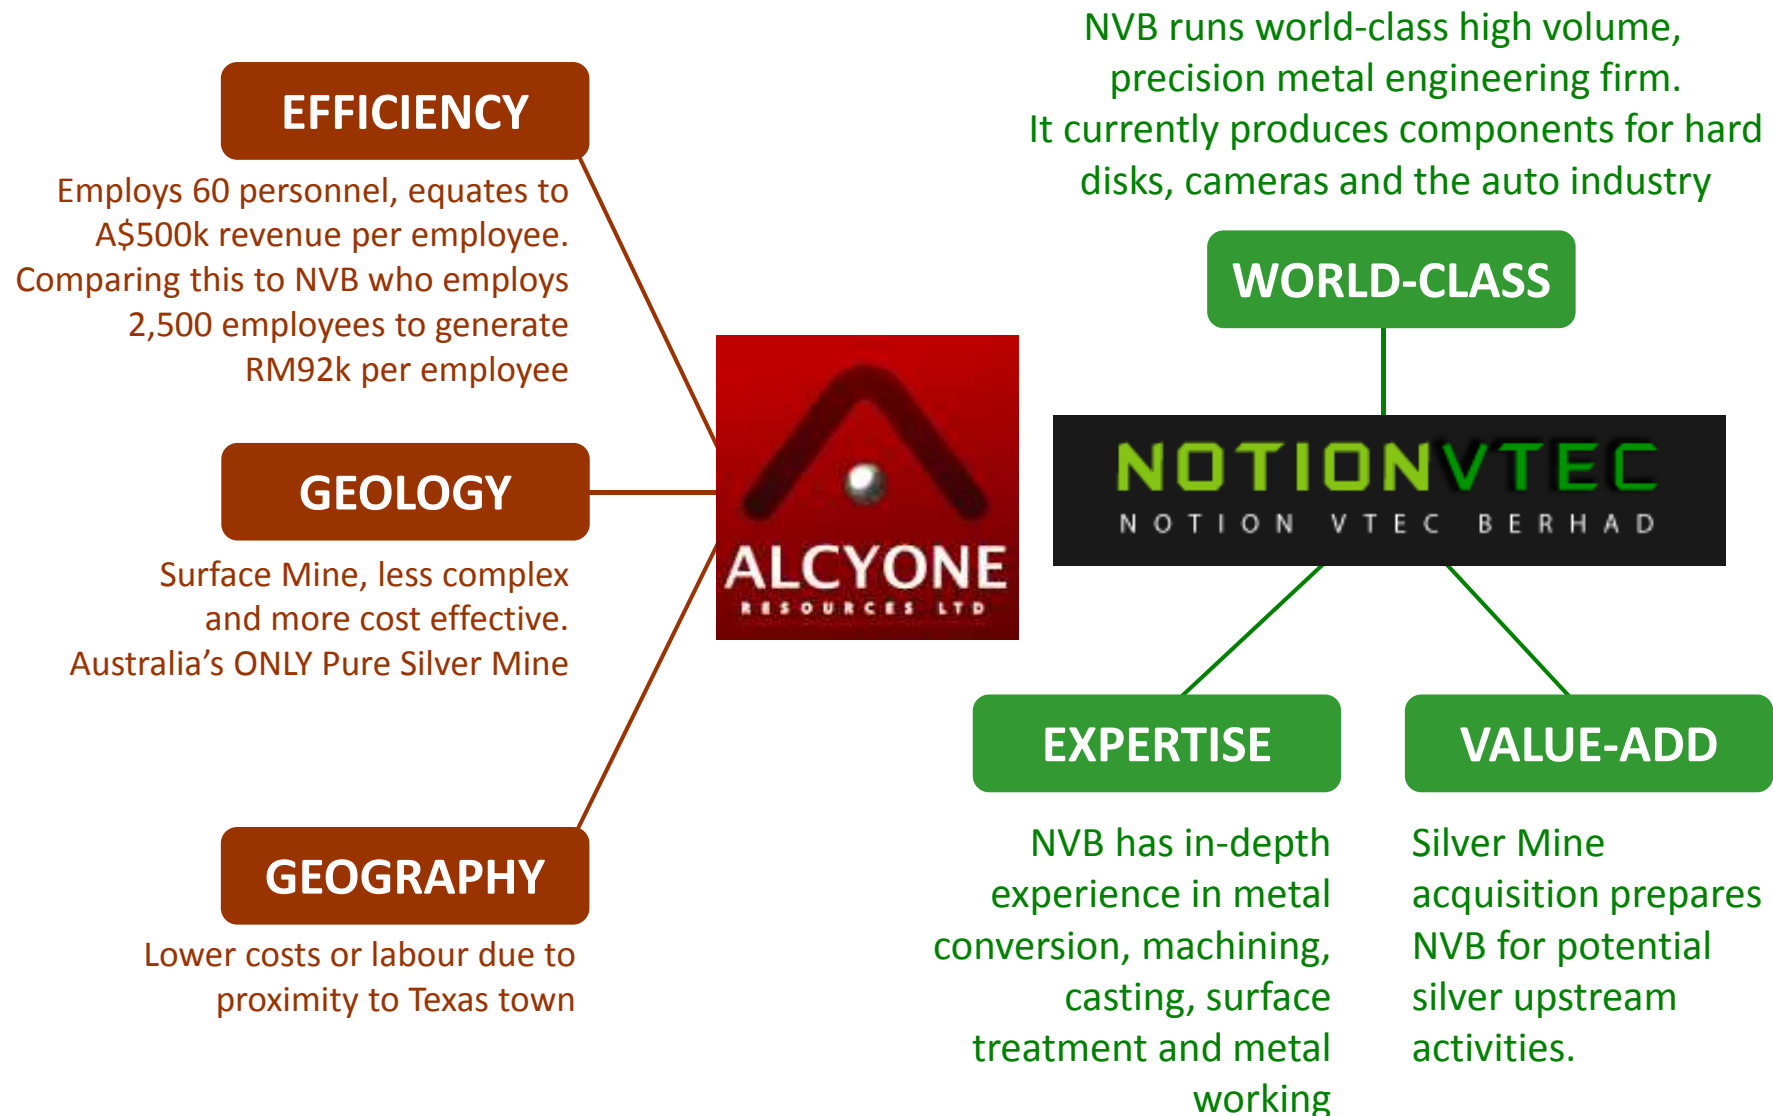 EFFICIENCY
Employs 60 personnel, equates to
A$500k revenue per employee.
Comparing this to NVB who employs
2,500 employees to generate
RM92k per employee
GEOLOGY
Surface Mine, less complex
and more cost effective.
Australia’s ONLY Pure Silver Mine
GEOGRAPHY
Lower costs or labour due to
proximity to Texas town
ALCYONE
RESOURCES LTD
NVB runs world-class high volume,
precision metal engineering firm.
It currently produces components for hard
disks, cameras and the auto industry
WORLD-CLASS
NOTIONVTEC
NOTION VTEC BERHAD
EXPERTISE
NVB has in-depth
experience in metal
conversion, machining,
casting, surface
treatment and metal
working
VALUE-ADD
Silver Mine
acquisition prepares
NVB for potential
silver upstream
activities.